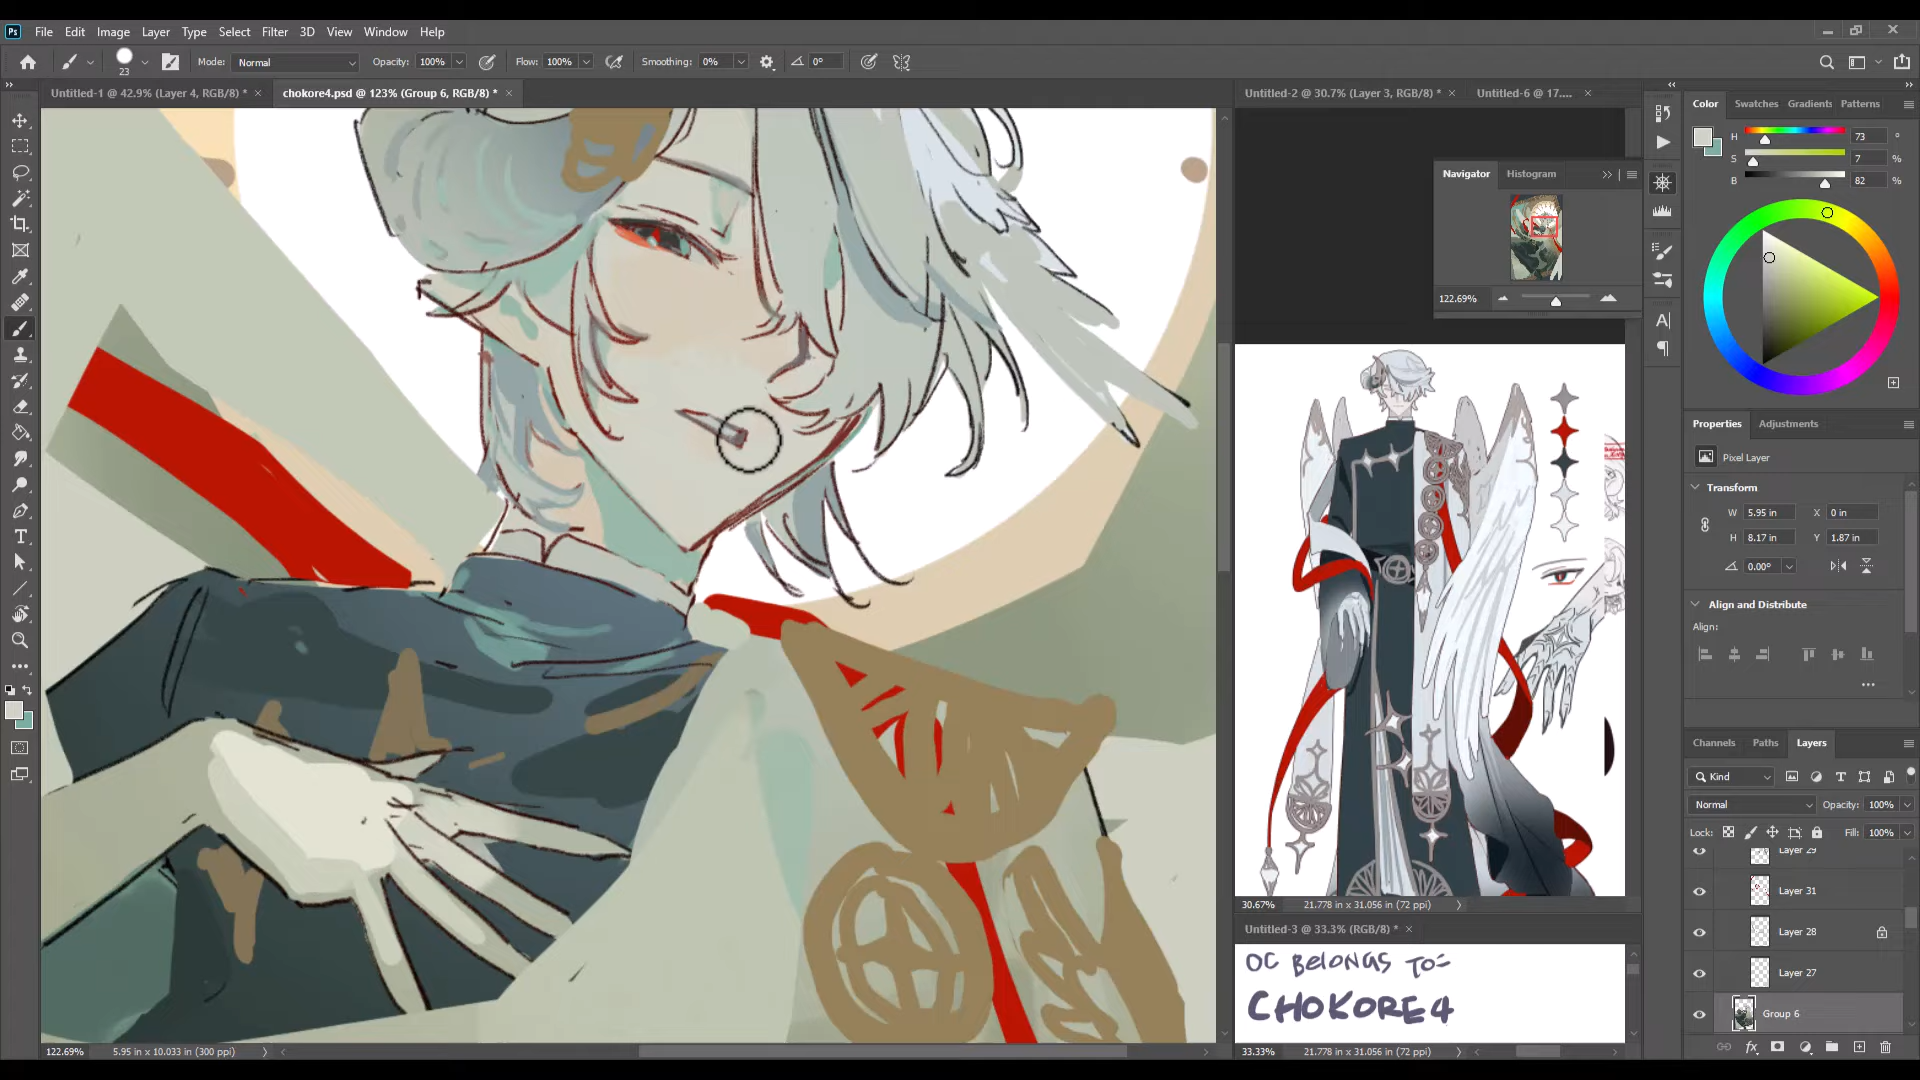 Ps File Edit Image Layer Type Select Filter 3D View Window Help
23 Mode: Normal Opacity: 100% Flow: 100% Smoothing: 0% 0°
Untitled-1 @ 42.9% (Layer 4, RGB/8) * × chokore4.psd @ 123% (Group 6, RGB/8) * × Untitled-2 @ 30.7% (Layer 3, RGB/8) * × Untitled-6 @ 17.... ×
Color Swatches Gradients Patterns
H 73 °
S 7 %
B 82 %
Navigator Histogram
122.69%
Properties Adjustments
Pixel Layer
Transform
W 5.95 in X 0 in
H 8.17 in Y 1.87 in
0.00°
Align and Distribute
Align:
Channels Paths Layers
Kind
Normal Opacity: 100%
Lock: Fill: 100%
Layer 29
Layer 31
Layer 28
Layer 27
Group 6
30.67% 21.778 in x 31.056 in (72 ppi)
Untitled-3 @ 33.3% (RGB/8) * ×
OC BELONGS TO=
CHOKORE4
122.69% 5.95 in x 10.033 in (300 ppi)
33.33% 21.778 in x 31.056 in (72 ppi)